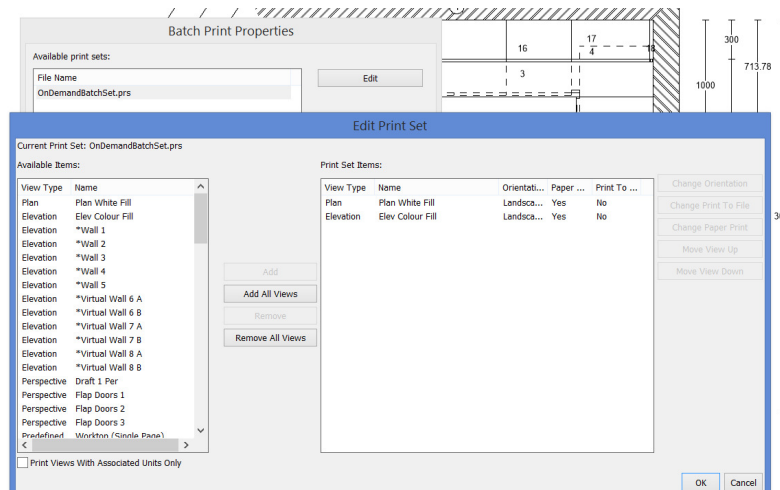 Batch Print Properties
Available print sets:
File Name
OnDemandBatchSet.prs
Edit
16
17
4
18
3
300
713.78
1000
Edit Print Set
Current Print Set: OnDemandBatchSet.prs
Available Items:
View Type Name
Plan Plan White Fill
Elevation Elev Colour Fill
Elevation *Wall 1
Elevation *Wall 2
Elevation *Wall 3
Elevation *Wall 4
Elevation *Wall 5
Elevation *Virtual Wall 6 A
Elevation *Virtual Wall 6 B
Elevation *Virtual Wall 7 A
Elevation *Virtual Wall 7 B
Elevation *Virtual Wall 8 A
Elevation *Virtual Wall 8 B
Perspective Draft 1 Per
Perspective Flap Doors 1
Perspective Flap Doors 2
Perspective Flap Doors 3
Predefined Worktop (Single Page)
Print Views With Associated Units Only
Add
Add All Views
Remove
Remove All Views
Print Set Items:
View Type Name Orientati... Paper ... Print To ...
Plan Plan White Fill Landsca... Yes No
Elevation Elev Colour Fill Landsca... Yes No
Change Orientation
Change Print To File
Change Paper Print
Move View Up
Move View Down
OK Cancel